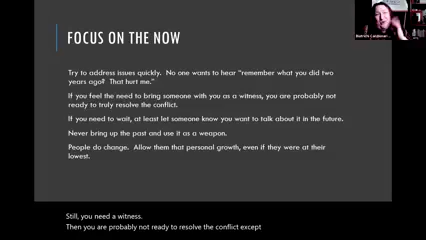 FOCUS ON THE NOW
Try to address issues quickly. No one wants to hear "remember what you did two
years ago? That hurt me."
If you feel the need to bring someone with you as a witness, you are probably not
ready to truly resolve the conflict.
If you need to wait, at least let someone know you want to talk about it in the future.
Never bring up the past and use it as a weapon.
People do change. Allow them that personal growth, even if they were at their
lowest.
Still, you need a witness.
Then you are probably not ready to resolve the conflict except